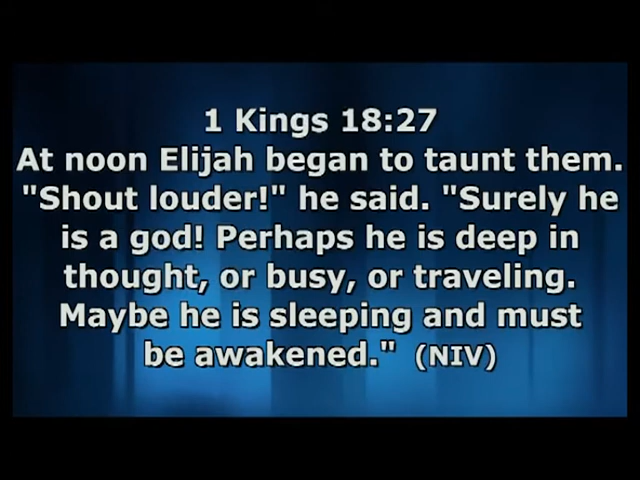 1 Kings 18:27
At noon Elijah began to taunt them.
"Shout louder!" he said. "Surely he
is a god! Perhaps he is deep in
thought, or busy, or traveling.
Maybe he is sleeping and must
be awakened." (NIV)